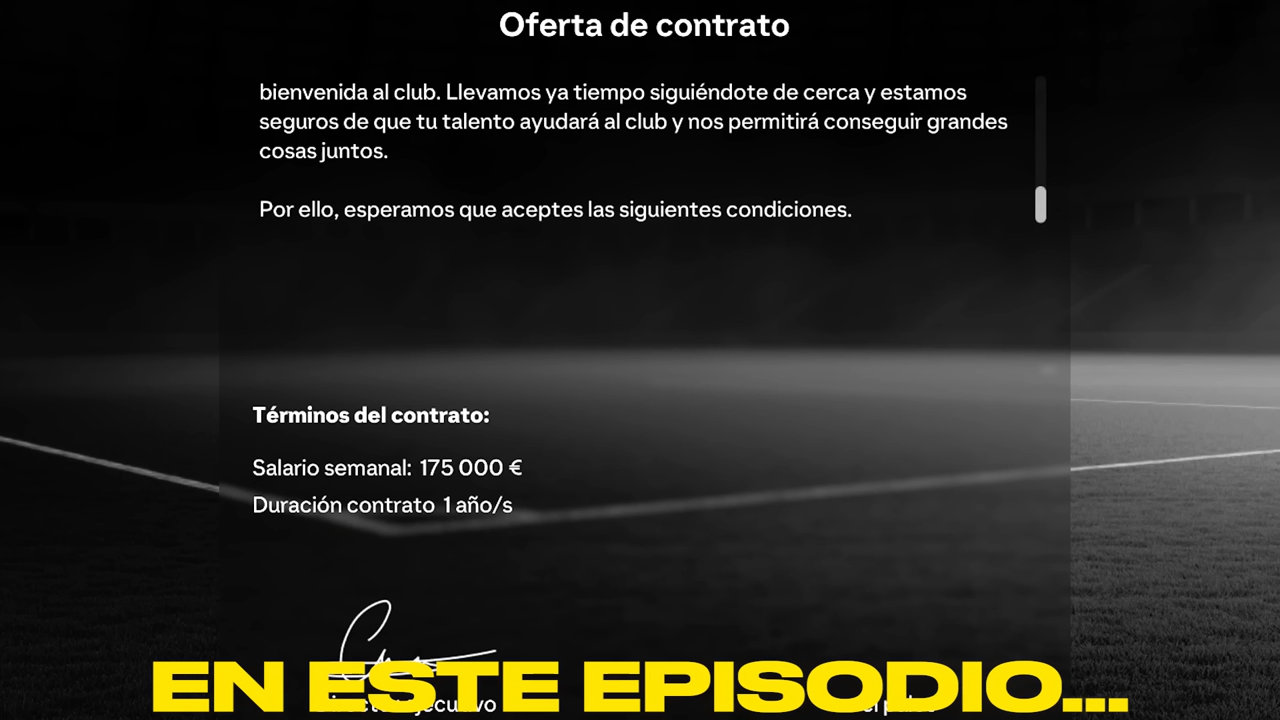 Oferta de contrato
bienvenida al club. Llevamos ya tiempo siguiéndote de cerca y estamos
seguros de que tu talento ayudará al club y nos permitirá conseguir grandes
cosas juntos.
Por ello, esperamos que aceptes las siguientes condiciones.
Términos del contrato:
Salario semanal: 175 000 €
Duración contrato 1 año/s
EN ESTE EPISODIO...